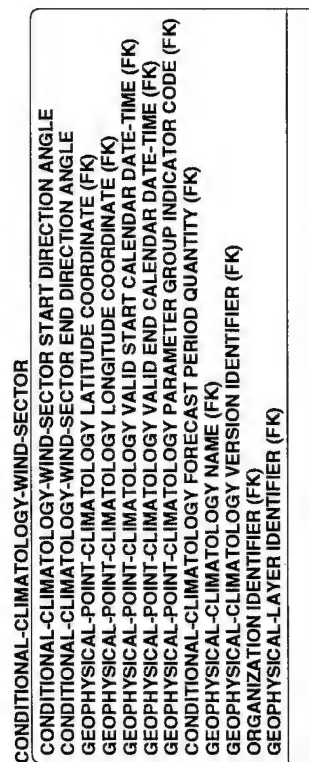 CONDITIONAL-CLIMATOLOGY-WIND-SECTOR
CONDITIONAL-CLIMATOLOGY-WIND-SECTOR START DIRECTION ANGLE
CONDITIONAL-CLIMATOLOGY-WIND-SECTOR END DIRECTION ANGLE
GEOPHYSICAL-POINT-CLIMATOLOGY LATITUDE COORDINATE (FK)
GEOPHYSICAL-POINT-CLIMATOLOGY LONGITUDE COORDINATE (FK)
GEOPHYSICAL-POINT-CLIMATOLOGY VALID START CALENDAR DATE-TIME (FK)
GEOPHYSICAL-POINT-CLIMATOLOGY VALID END CALENDAR DATE-TIME (FK)
GEOPHYSICAL-POINT-CLIMATOLOGY PARAMETER GROUP INDICATOR CODE (FK)
CONDITIONAL-CLIMATOLOGY FORECAST PERIOD QUANTITY (FK)
GEOPHYSICAL-CLIMATOLOGY NAME (FK)
GEOPHYSICAL-CLIMATOLOGY VERSION IDENTIFIER (FK)
ORGANIZATION IDENTIFIER (FK)
GEOPHYSICAL-LAYER IDENTIFIER (FK)